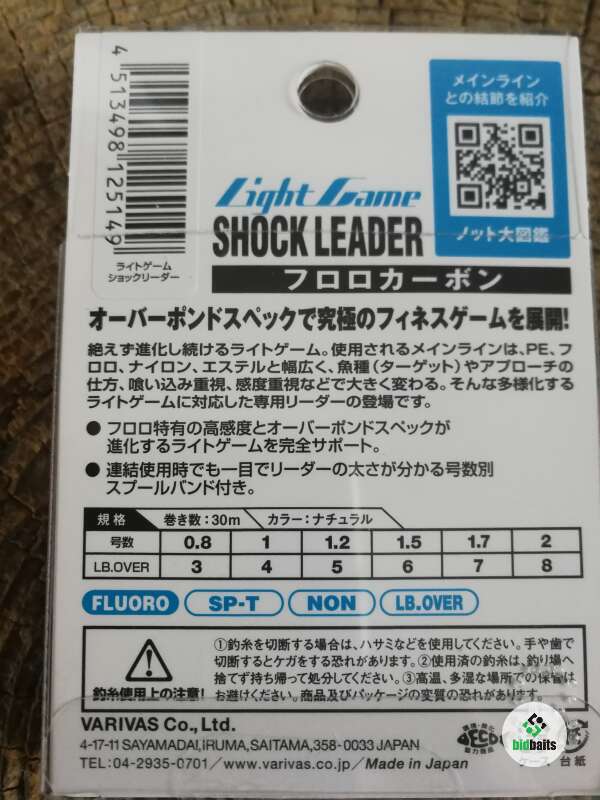 4 513498 125149
ライトゲーム
ショックリーダー
メインライン
との結節を紹介
ノット大図鑑
Light Game
SHOCK LEADER
フロロカーボン
オーバーポンドスペックで究極のフィネスゲームを展開!
絶えず進化し続けるライトゲーム。使用されるメインラインは、PE、フ
ロロ、ナイロン、エステルと幅広く、魚種(ターゲット)やアプローチの
仕方、喰い込み重視、感度重視などで大きく変わる。そんな多様化する
ライトゲームに対応した専用リーダーの登場です。
● フロロ特有の高感度とオーバーポンドスペックが
進化するライトゲームを完全サポート。
● 連結使用時でも一目でリーダーの太さが分かる号数別
スプールバンド付き。
規格 巻き数:30m カラー:ナチュラル
号数 0.8 1 1.2 1.5 1.7 2
LB.OVER 3 4 5 6 7 8
FLUORO SP-T NON LB.OVER
釣糸使用上の注意!
①釣糸を切断する場合は、ハサミなどを使用してください。手や歯で
切断するとケガをする恐れがあります。②使用済の釣糸は、釣り場へ
捨てず持ち帰って処分してください。③高温、多湿な場所での保管は
お避けください。商品及びパッケージの変質の恐れがあります。
VARIVAS Co., Ltd.
4-17-11 SAYAMADAI, IRUMA, SAITAMA, 358-0033 JAPAN
TEL:04-2935-0701/www.varivas.co.jp/Made in Japan
bidbaits
ケース 台紙